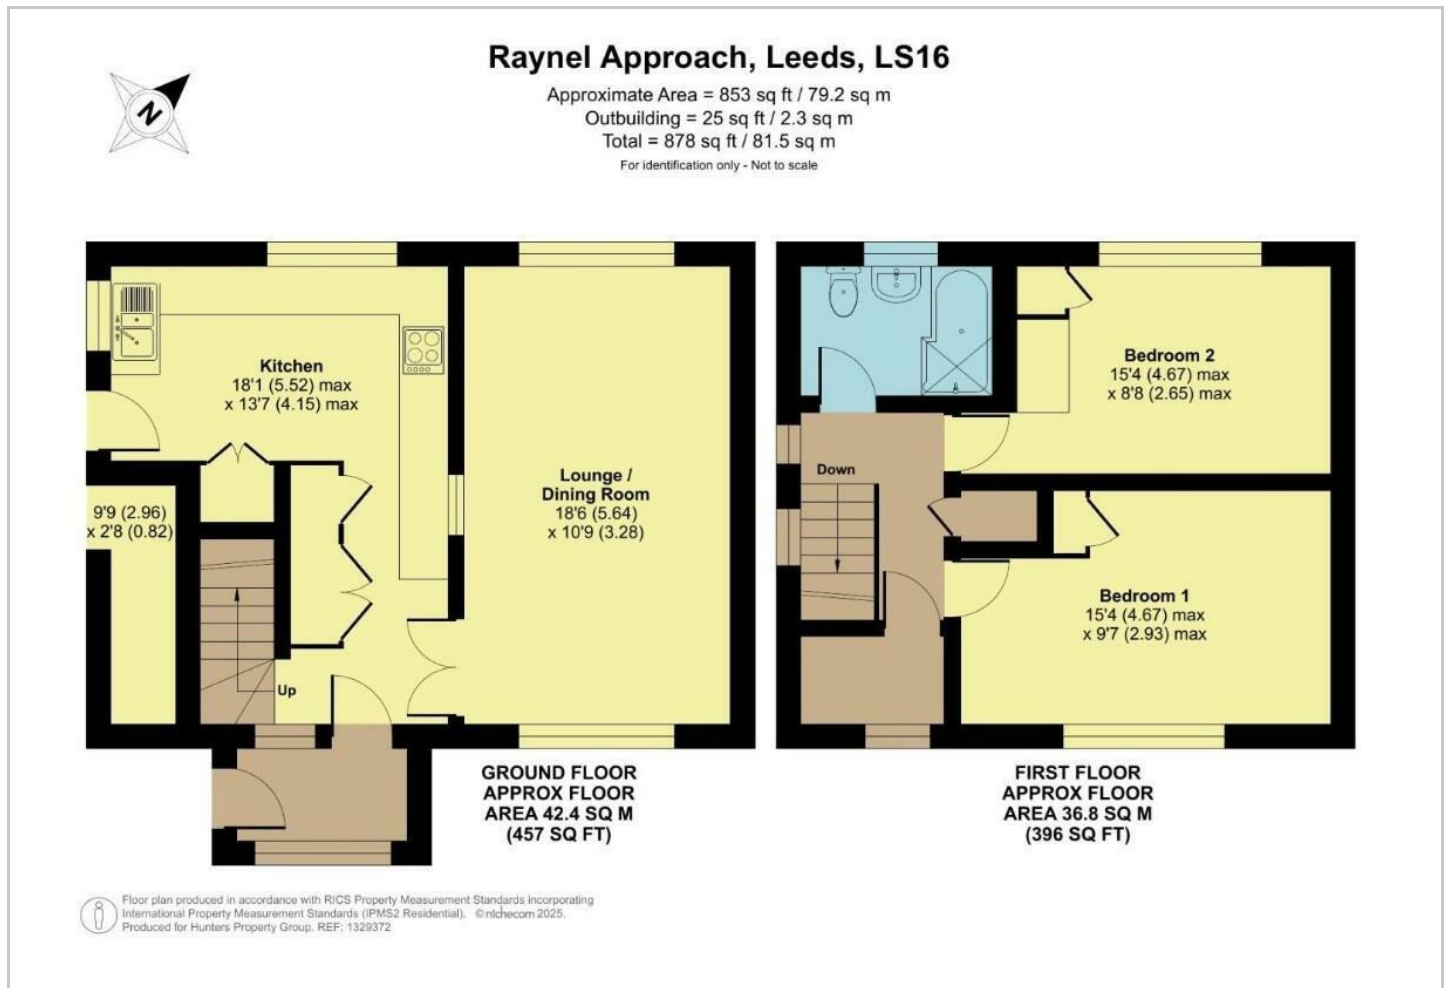 Raynel Approach, Leeds, LS16
Approximate Area = 853 sq ft / 79.2 sq m
Outbuilding = 25 sq ft / 2.3 sq m
Total = 878 sq ft / 81.5 sq m
For identification only - Not to scale
N
Kitchen
18'1 (5.52) max
x 13'7 (4.15) max
Lounge /
Dining Room
18'6 (5.64)
x 10'9 (3.28)
9'9 (2.96)
x 2'8 (0.82)
Up
GROUND FLOOR
APPROX FLOOR
AREA 42.4 SQ M
(457 SQ FT)
Bedroom 2
15'4 (4.67) max
x 8'8 (2.65) max
Down
Bedroom 1
15'4 (4.67) max
x 9'7 (2.93) max
FIRST FLOOR
APPROX FLOOR
AREA 36.8 SQ M
(396 SQ FT)
Floor plan produced in accordance with RICS Property Measurement Standards incorporating
International Property Measurement Standards (IPMS2 Residential). ©nichecom 2025.
Produced for Hunters Property Group. REF: 1329372